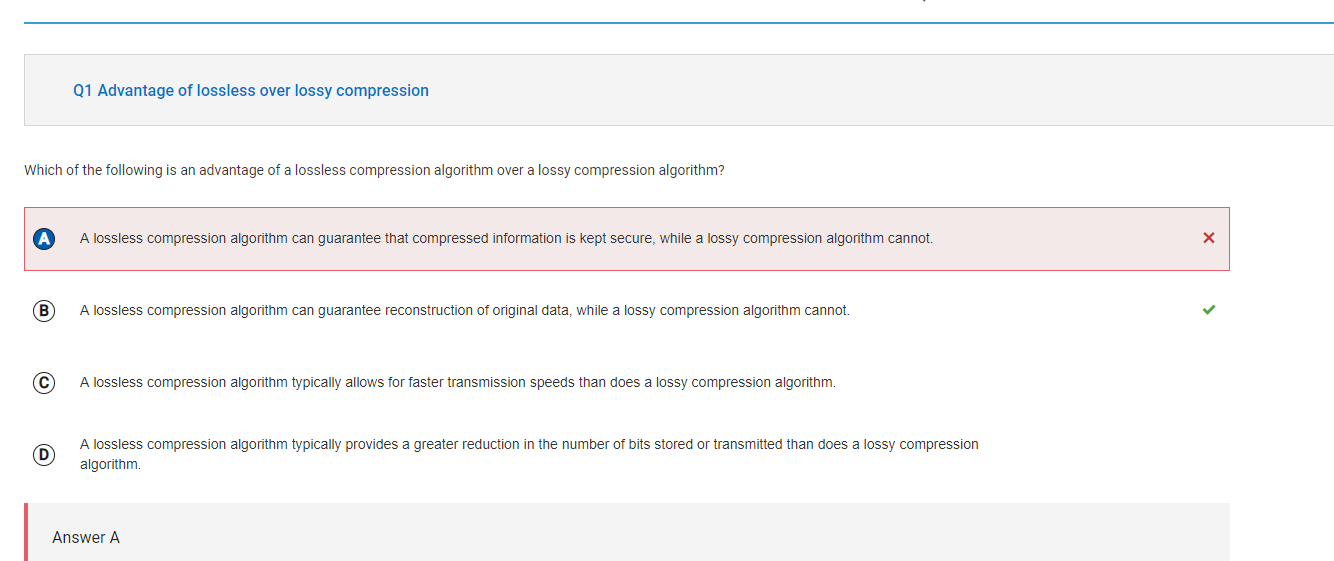 Q1 Advantage of lossless over lossy compression
Which of the following is an advantage of a lossless compression algorithm over a lossy compression algorithm?
A A lossless compression algorithm can guarantee that compressed information is kept secure, while a lossy compression algorithm cannot.
B A lossless compression algorithm can guarantee reconstruction of original data, while a lossy compression algorithm cannot.
C A lossless compression algorithm typically allows for faster transmission speeds than does a lossy compression algorithm.
D A lossless compression algorithm typically provides a greater reduction in the number of bits stored or transmitted than does a lossy compression
algorithm.
Answer A